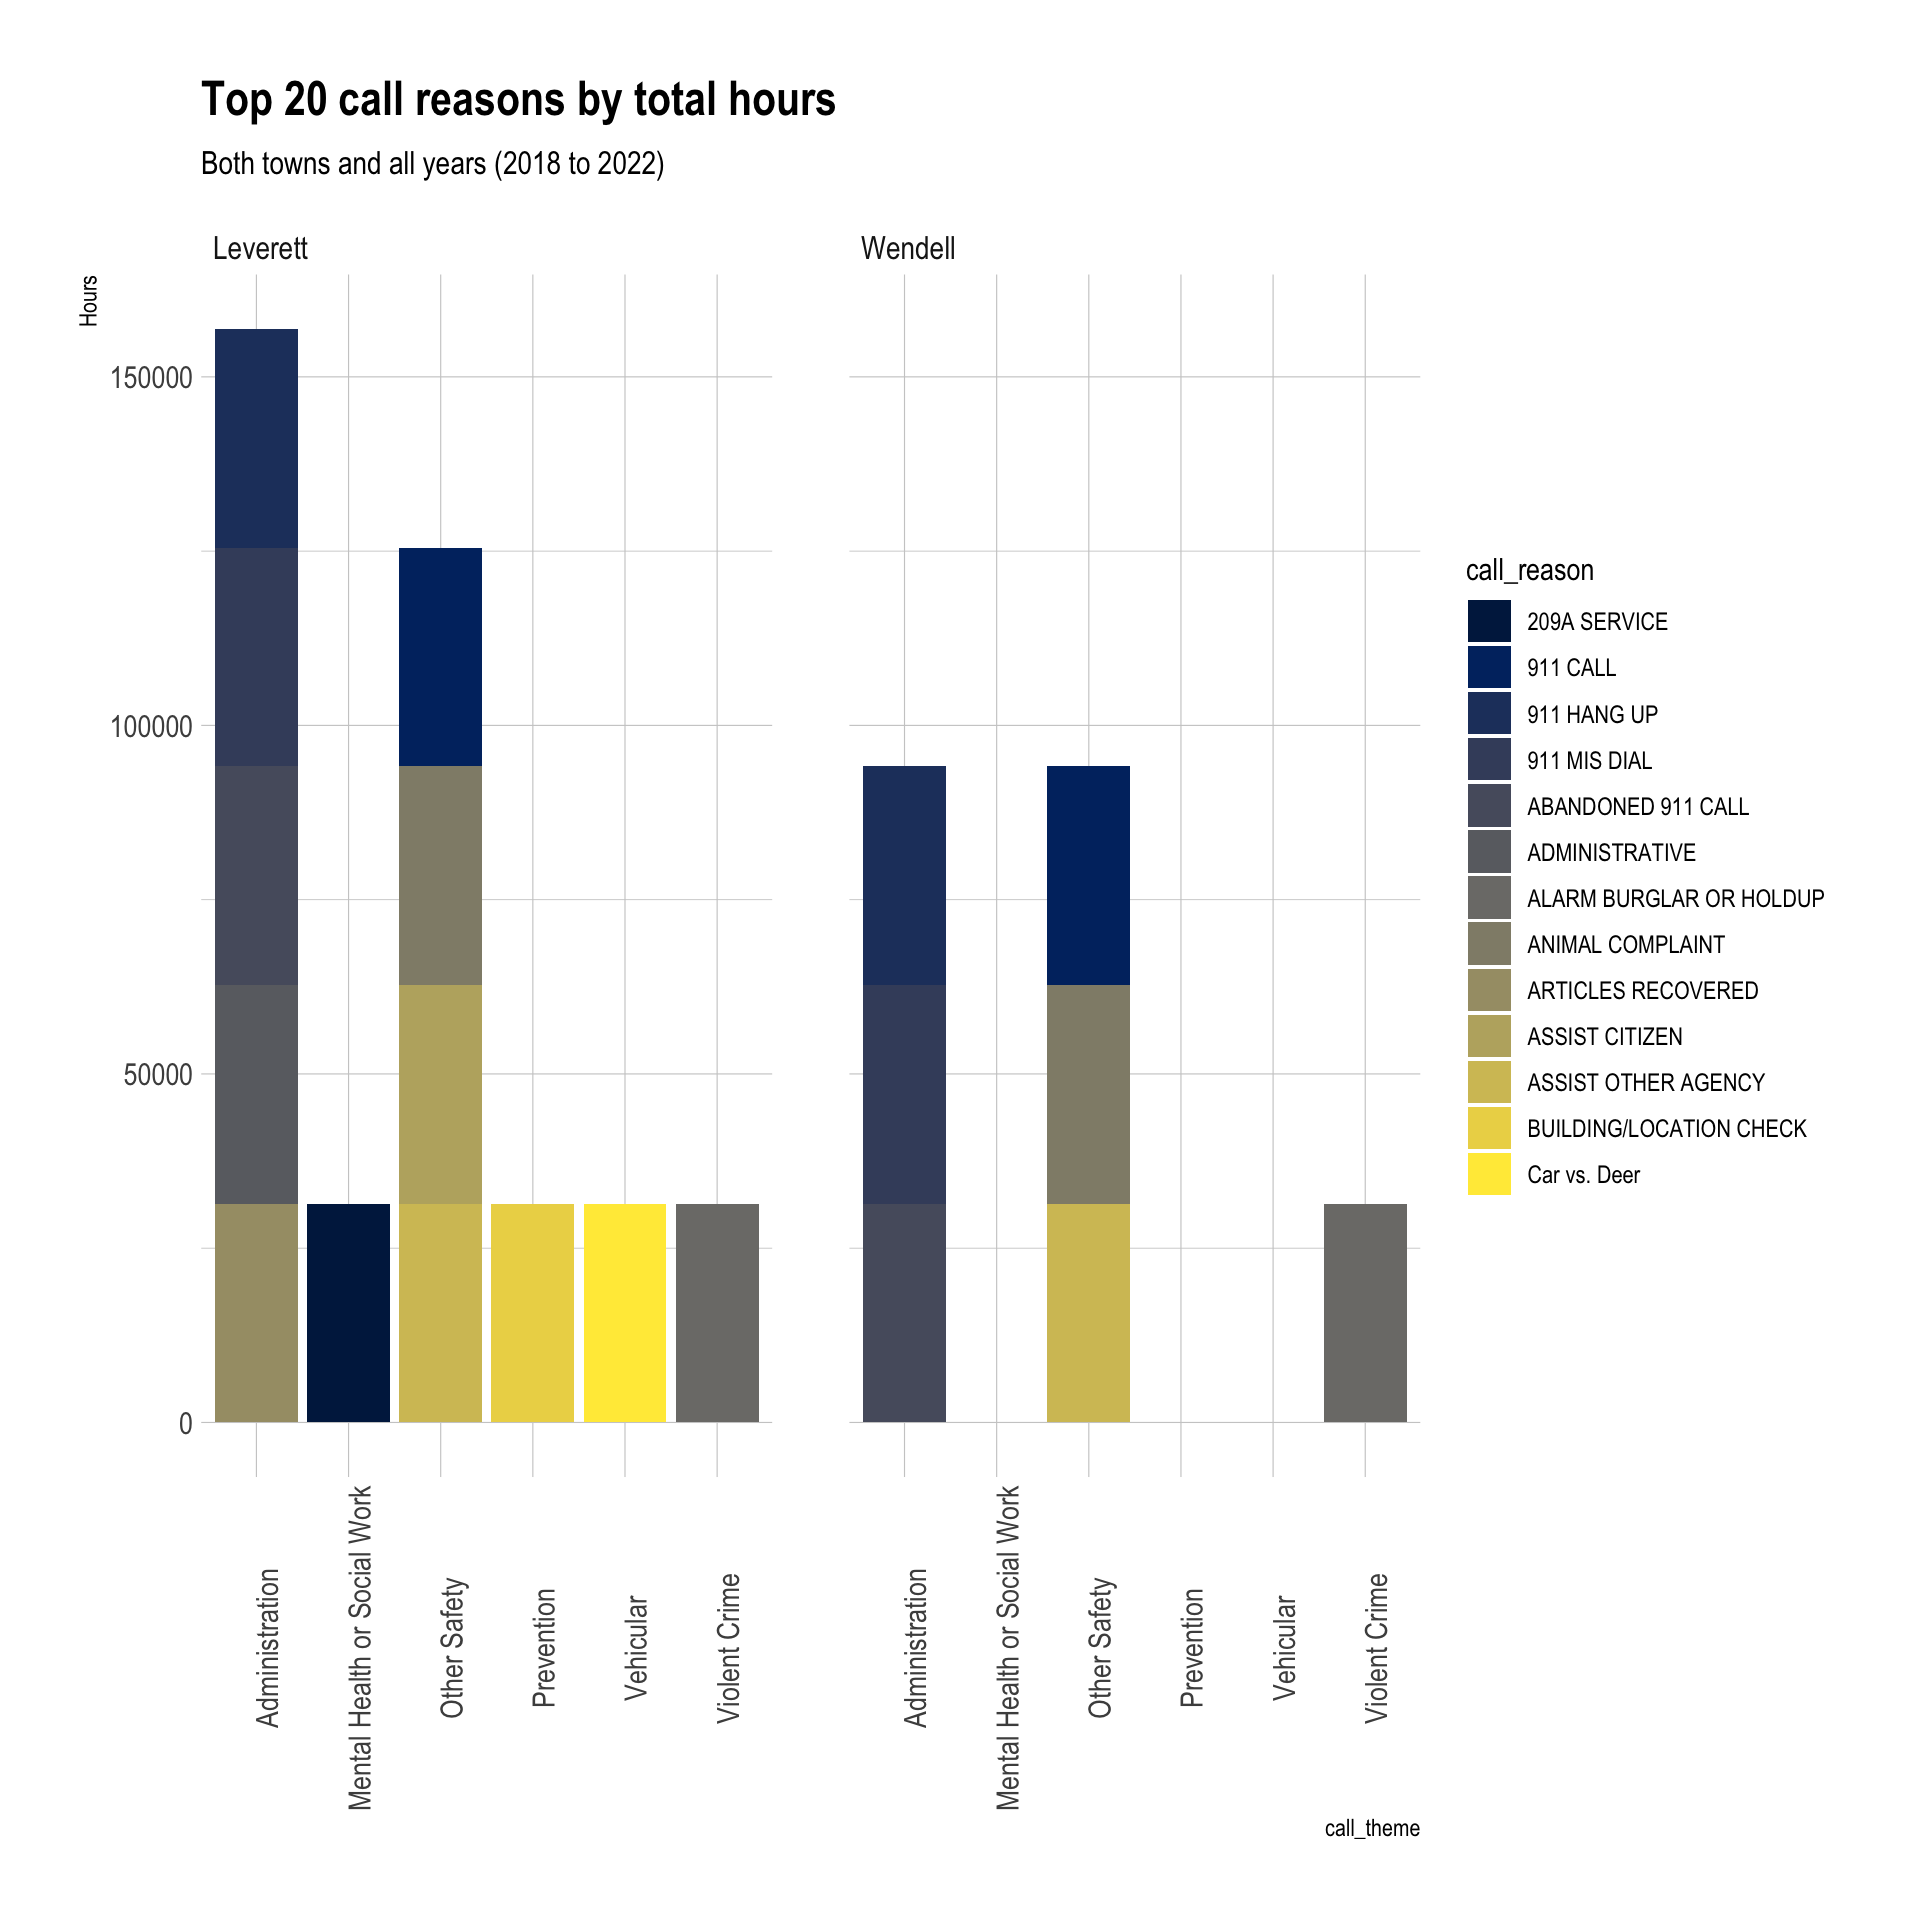 Top 20 call reasons by total hours
Both towns and all years (2018 to 2022)
Leverett
Wendell
Hours
150000
100000
50000
0
Administration
Mental Health or Social Work
Other Safety
Prevention
Vehicular
Violent Crime
Administration
Mental Health or Social Work
Other Safety
Prevention
Vehicular
Violent Crime
call_theme
call_reason
209A SERVICE
911 CALL
911 HANG UP
911 MIS DIAL
ABANDONED 911 CALL
ADMINISTRATIVE
ALARM BURGLAR OR HOLDUP
ANIMAL COMPLAINT
ARTICLES RECOVERED
ASSIST CITIZEN
ASSIST OTHER AGENCY
BUILDING/LOCATION CHECK
Car vs. Deer